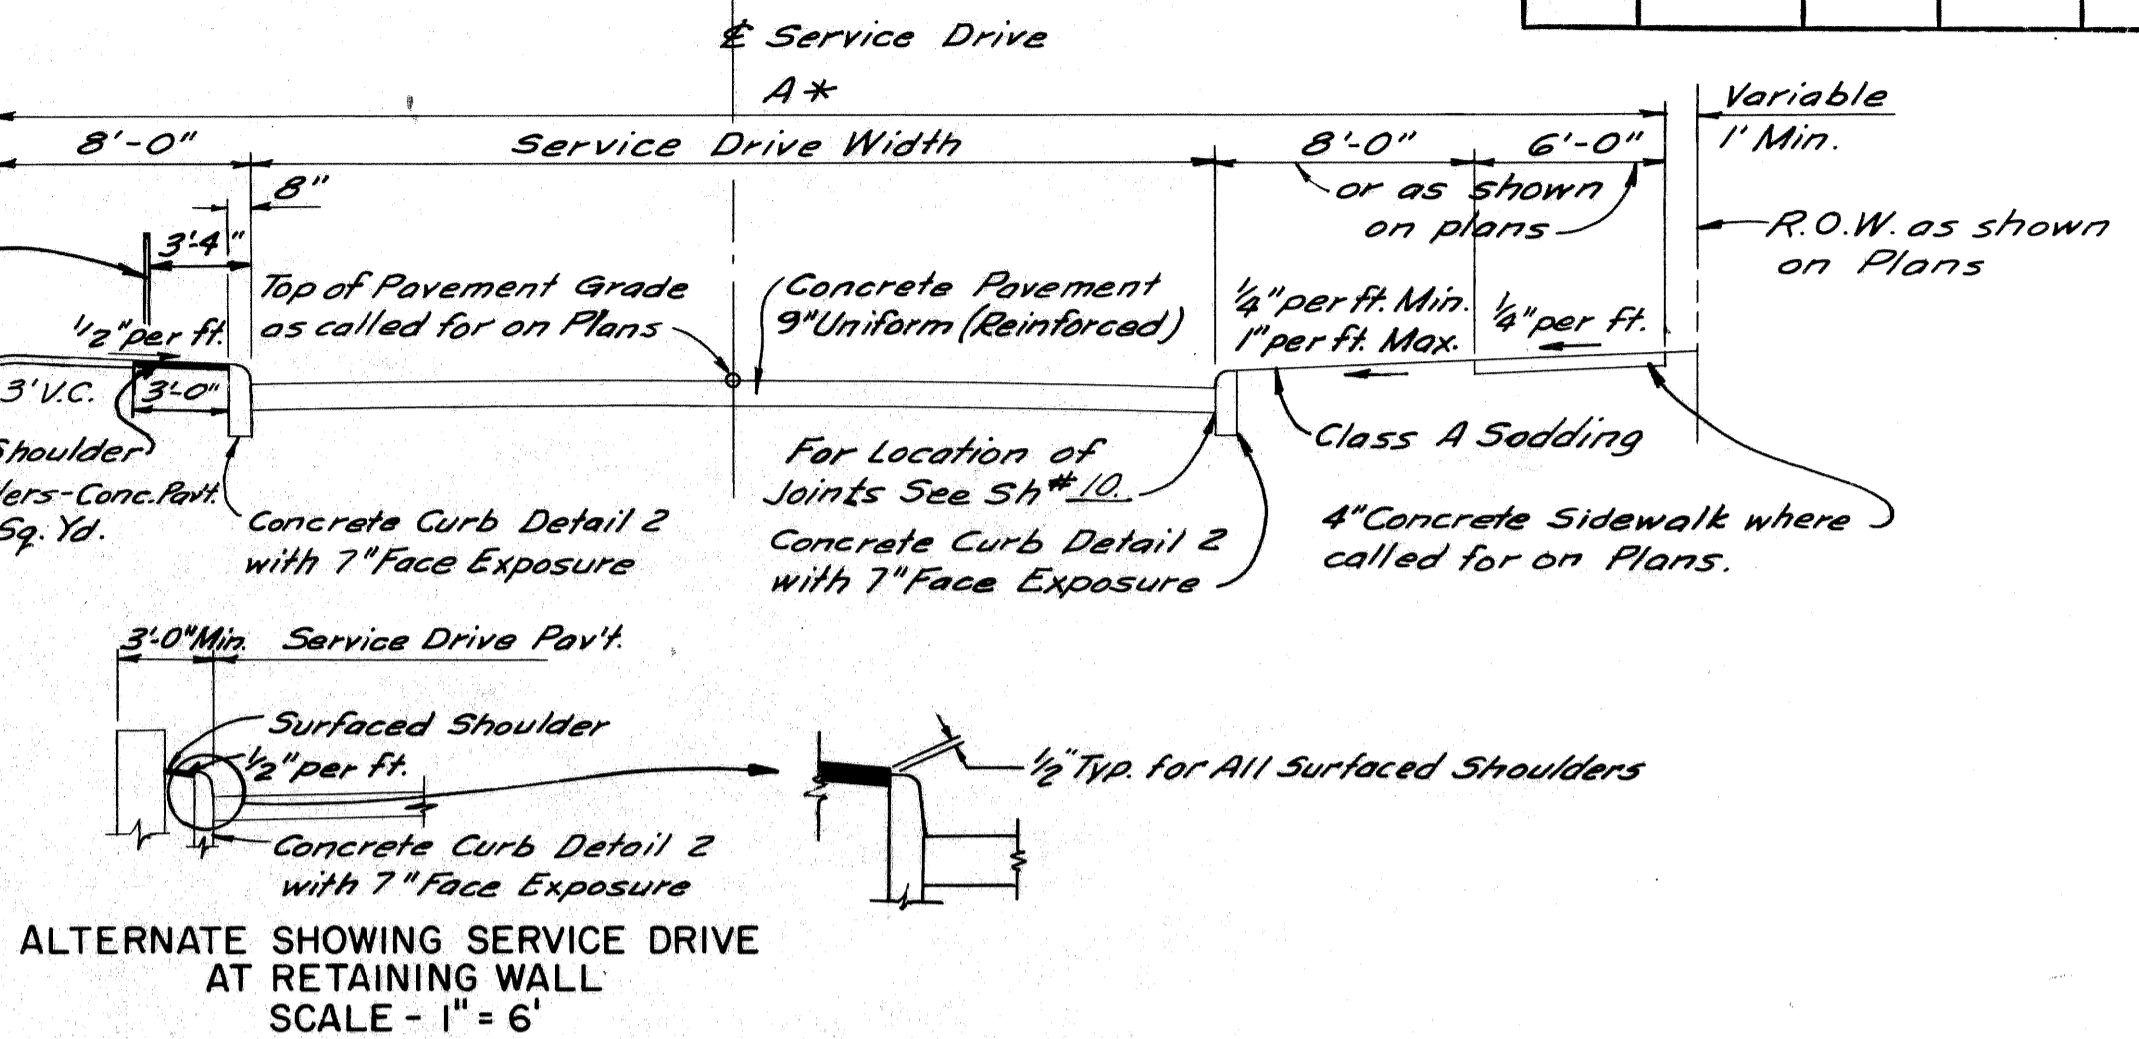 ℄ Service Drive
A*
Variable
1' Min.
8'-0"
Service Drive Width
8'-0"
6'-0"
or as shown
on plans
8"
R.O.W. as shown
on Plans
3'-4"
Top of Pavement Grade
as called for on Plans
Concrete Pavement
9" Uniform (Reinforced)
1/4" per ft. Min.
1" per ft. Max.
1/4" per ft.
1/2" per ft.
3' V.C.
3'-0"
Shoulder
Conc. Pav't.
Sq. Yd.
Concrete Curb Detail 2
with 7" Face Exposure
For Location of
Joints See Sh # 10.
Concrete Curb Detail 2
with 7" Face Exposure
Class A Sodding
4" Concrete Sidewalk where
called for on Plans.
3'-0" Min. Service Drive Pav't.
Surfaced Shoulder
1/2" per ft.
Concrete Curb Detail 2
with 7" Face Exposure
1/2" Typ. for All Surfaced Shoulders
ALTERNATE SHOWING SERVICE DRIVE
AT RETAINING WALL
SCALE - 1" = 6'